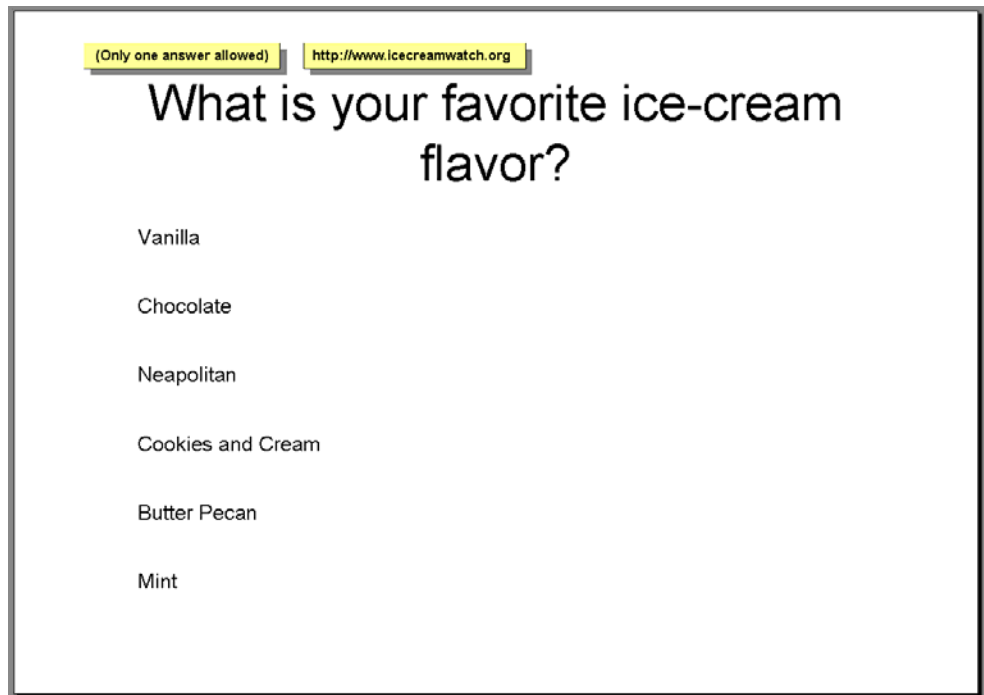 (Only one answer allowed)
http://www.icecreamwatch.org
What is your favorite ice-cream
flavor?
Vanilla
Chocolate
Neapolitan
Cookies and Cream
Butter Pecan
Mint